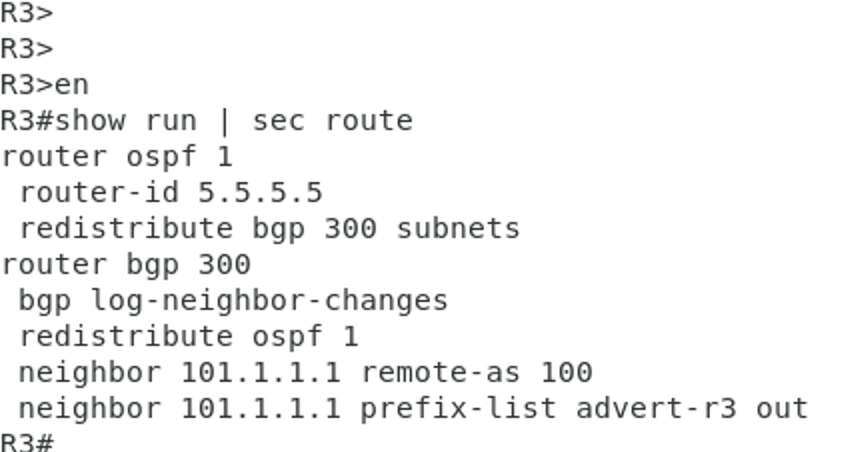 R3>
R3>
R3>en
R3#show run | sec route
router ospf 1
 router-id 5.5.5.5
 redistribute bgp 300 subnets
router bgp 300
 bgp log-neighbor-changes
 redistribute ospf 1
 neighbor 101.1.1.1 remote-as 100
 neighbor 101.1.1.1 prefix-list advert-r3 out
R3#